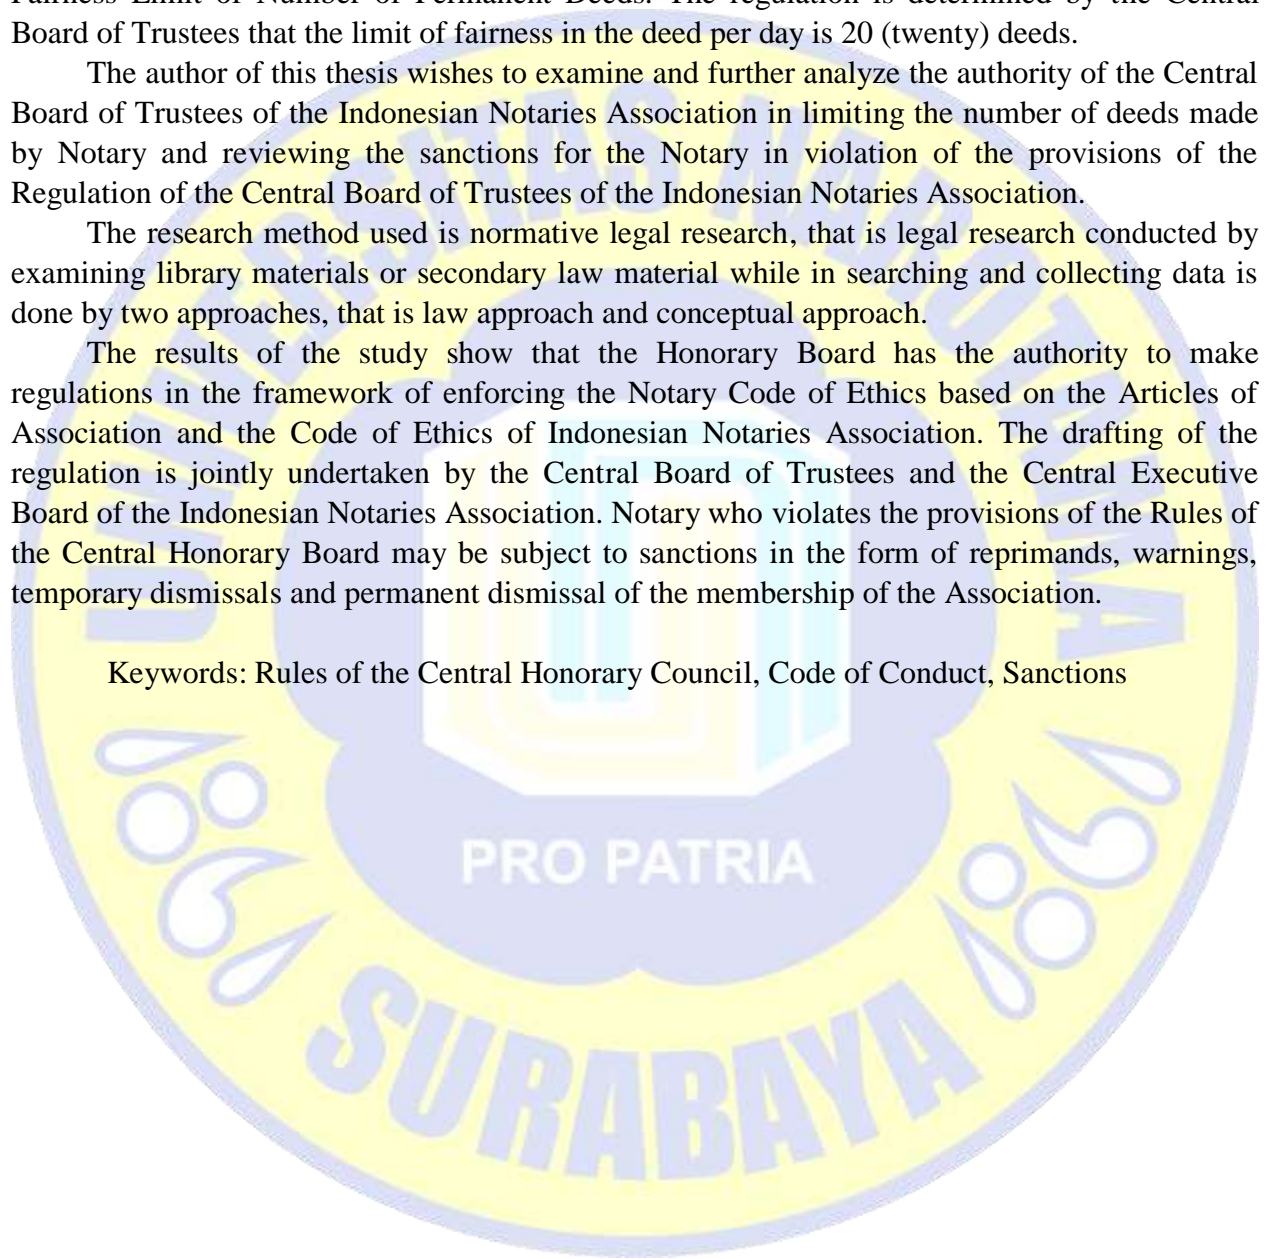 Fairness Limit of Number of Permanent Deeds. The regulation is determined by the Central
Board of Trustees that the limit of fairness in the deed per day is 20 (twenty) deeds.
The author of this thesis wishes to examine and further analyze the authority of the Central
Board of Trustees of the Indonesian Notaries Association in limiting the number of deeds made
by Notary and reviewing the sanctions for the Notary in violation of the provisions of the
Regulation of the Central Board of Trustees of the Indonesian Notaries Association.
The research method used is normative legal research, that is legal research conducted by
examining library materials or secondary law material while in searching and collecting data is
done by two approaches, that is law approach and conceptual approach.
The results of the study show that the Honorary Board has the authority to make
regulations in the framework of enforcing the Notary Code of Ethics based on the Articles of
Association and the Code of Ethics of Indonesian Notaries Association. The drafting of the
regulation is jointly undertaken by the Central Board of Trustees and the Central Executive
Board of the Indonesian Notaries Association. Notary who violates the provisions of the Rules of
the Central Honorary Board may be subject to sanctions in the form of reprimands, warnings,
temporary dismissals and permanent dismissal of the membership of the Association.
Keywords: Rules of the Central Honorary Council, Code of Conduct, Sanctions
UNIVERSITAS NAROTAMA
PRO PATRIA
SURABAYA